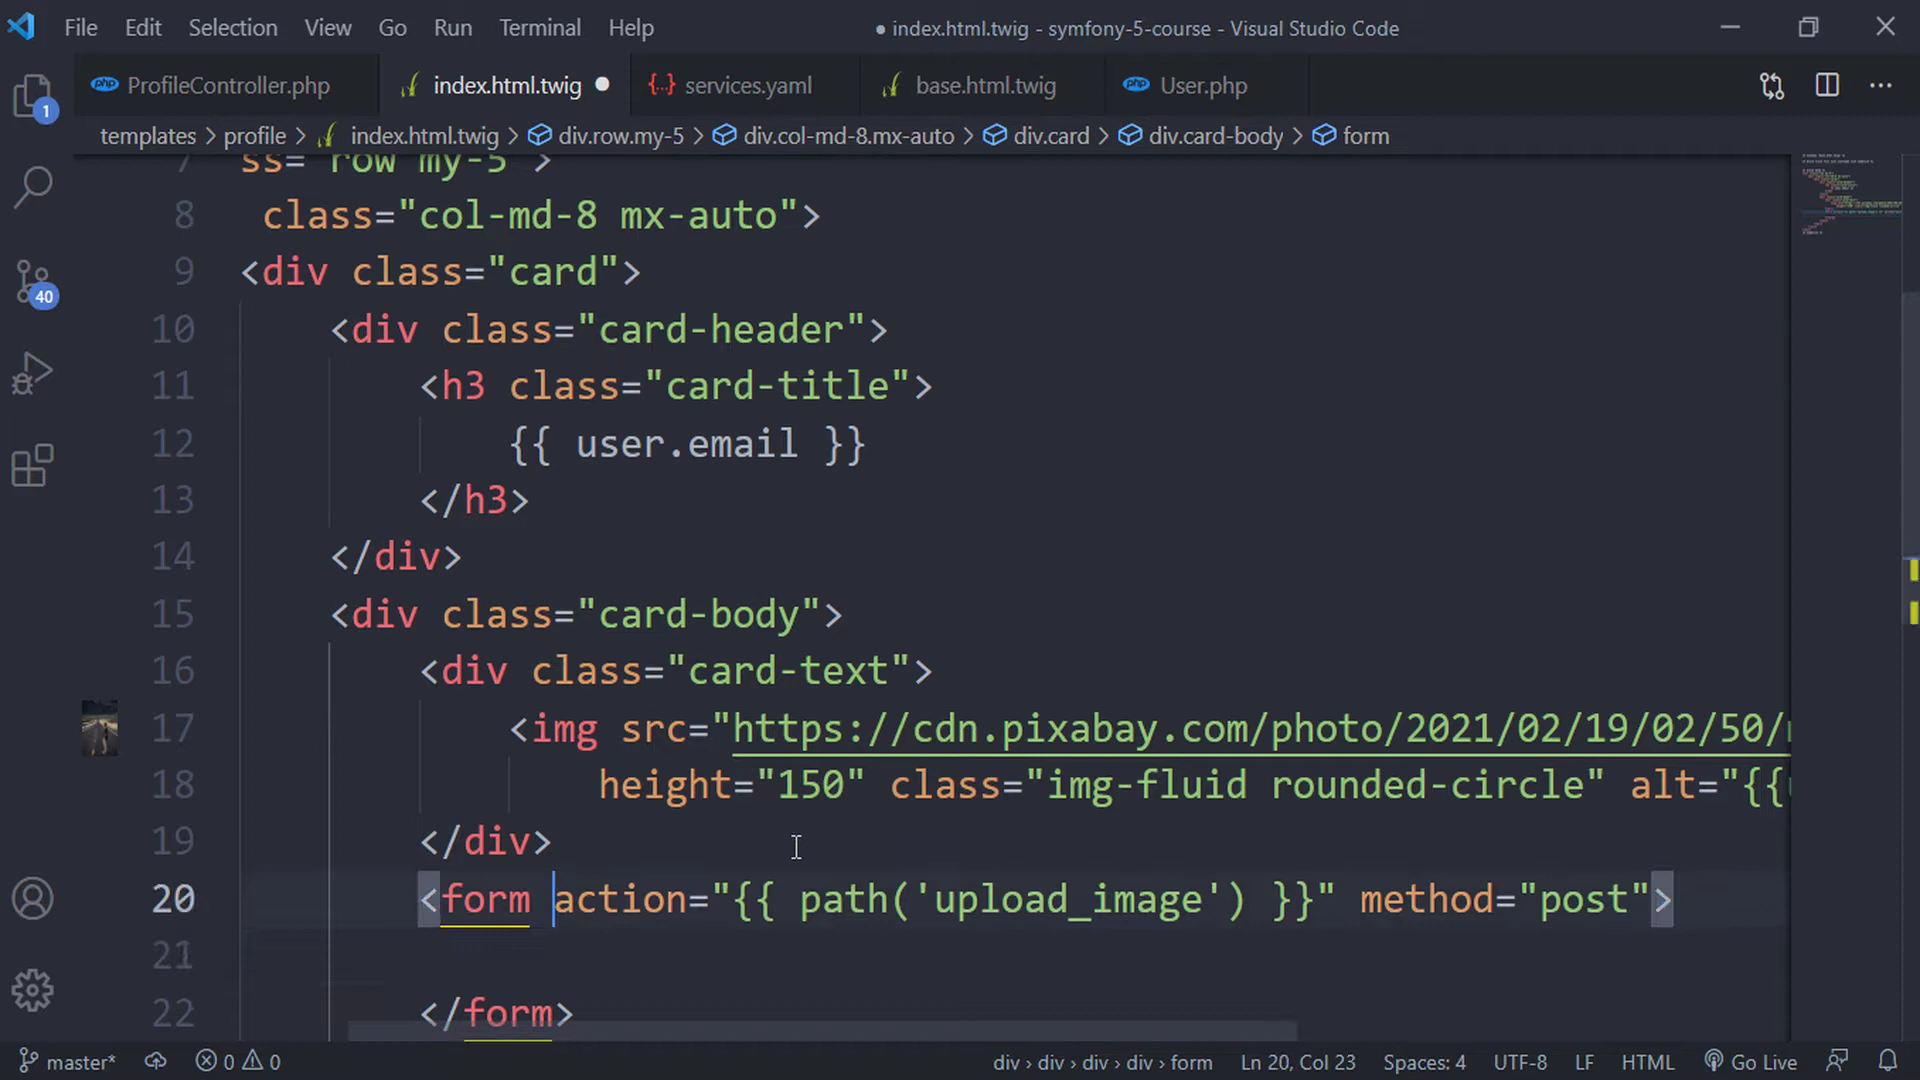 File Edit Selection View Go Run Terminal Help ● index.html.twig - symfony-5-course - Visual Studio Code
php ProfileController.php index.html.twig ● {..} services.yaml base.html.twig php User.php ...
1
templates > profile > index.html.twig > div.row.my-5 > div.col-md-8.mx-auto > div.card > div.card-body > form
7 ss="row my-5">
8 class="col-md-8 mx-auto">
9 <div class="card">
40
10 <div class="card-header">
11 <h3 class="card-title">
12 {{ user.email }}
13 </h3>
14 </div>
15 <div class="card-body">
16 <div class="card-text">
17 <img src="https://cdn.pixabay.com/photo/2021/02/19/02/50/
18 height="150" class="img-fluid rounded-circle" alt="{{
19 </div>
20 <form action="{{ path('upload_image') }}" method="post">
21
22 </form>
master* 0 0 div > div > div > div > form Ln 20, Col 23 Spaces: 4 UTF-8 LF HTML Go Live